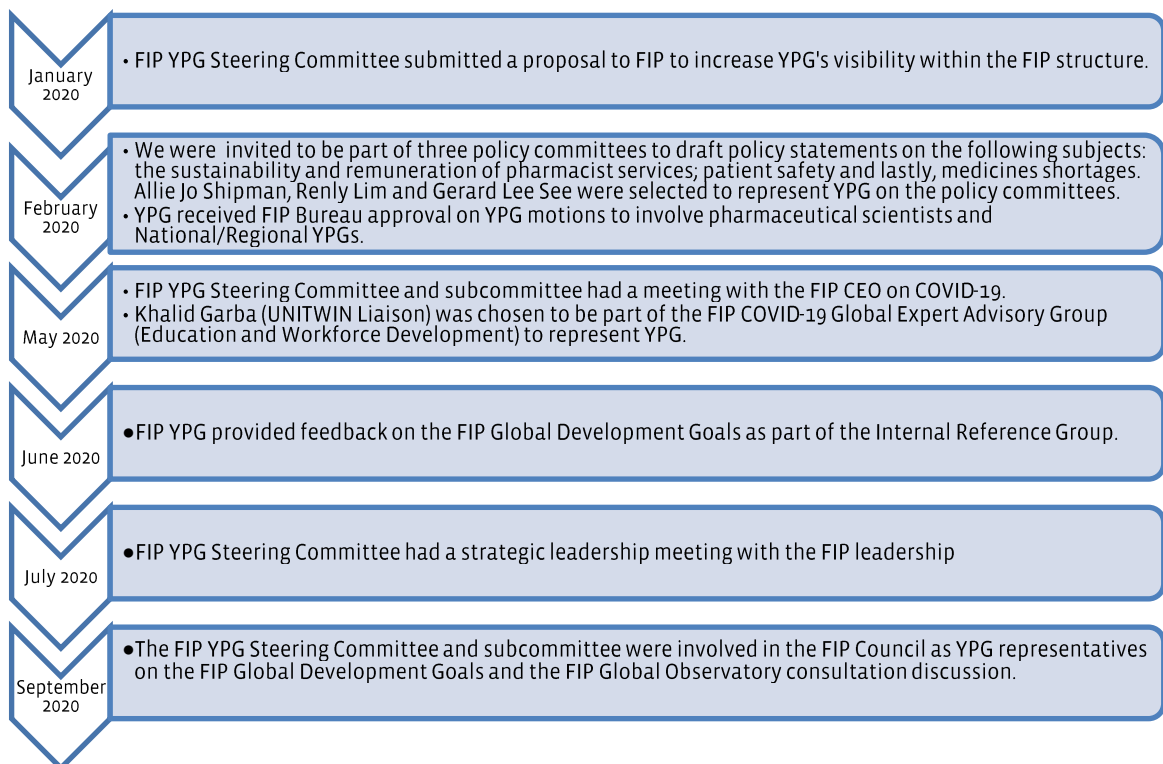 January
2020
• FIP YPG Steering Committee submitted a proposal to FIP to increase YPG's visibility within the FIP structure.
February
2020
• We were invited to be part of three policy committees to draft policy statements on the following subjects:
the sustainability and remuneration of pharmacist services; patient safety and lastly, medicines shortages.
Allie Jo Shipman, Renly Lim and Gerard Lee See were selected to represent YPG on the policy committees.
• YPG received FIP Bureau approval on YPG motions to involve pharmaceutical scientists and
National/Regional YPGs.
May 2020
• FIP YPG Steering Committee and subcommittee had a meeting with the FIP CEO on COVID-19.
• Khalid Garba (UNITWIN Liaison) was chosen to be part of the FIP COVID-19 Global Expert Advisory Group
(Education and Workforce Development) to represent YPG.
June 2020
●FIP YPG provided feedback on the FIP Global Development Goals as part of the Internal Reference Group.
July 2020
●FIP YPG Steering Committee had a strategic leadership meeting with the FIP leadership
September
2020
●The FIP YPG Steering Committee and subcommittee were involved in the FIP Council as YPG representatives
on the FIP Global Development Goals and the FIP Global Observatory consultation discussion.